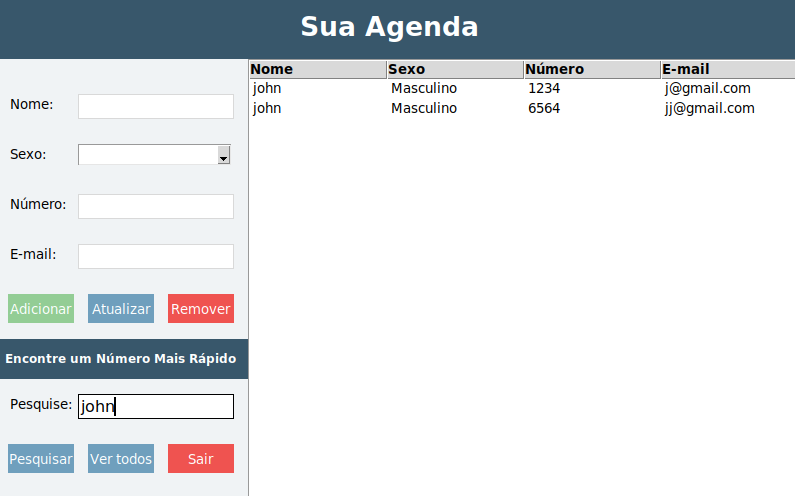 Sua Agenda
Nome:
Sexo:
Número:
E-mail:
Adicionar Atualizar Remover
Encontre um Número Mais Rápido
Pesquise: john
Pesquisar Ver todos Sair
Nome Sexo Número E-mail
john Masculino 1234 j@gmail.com
john Masculino 6564 jj@gmail.com